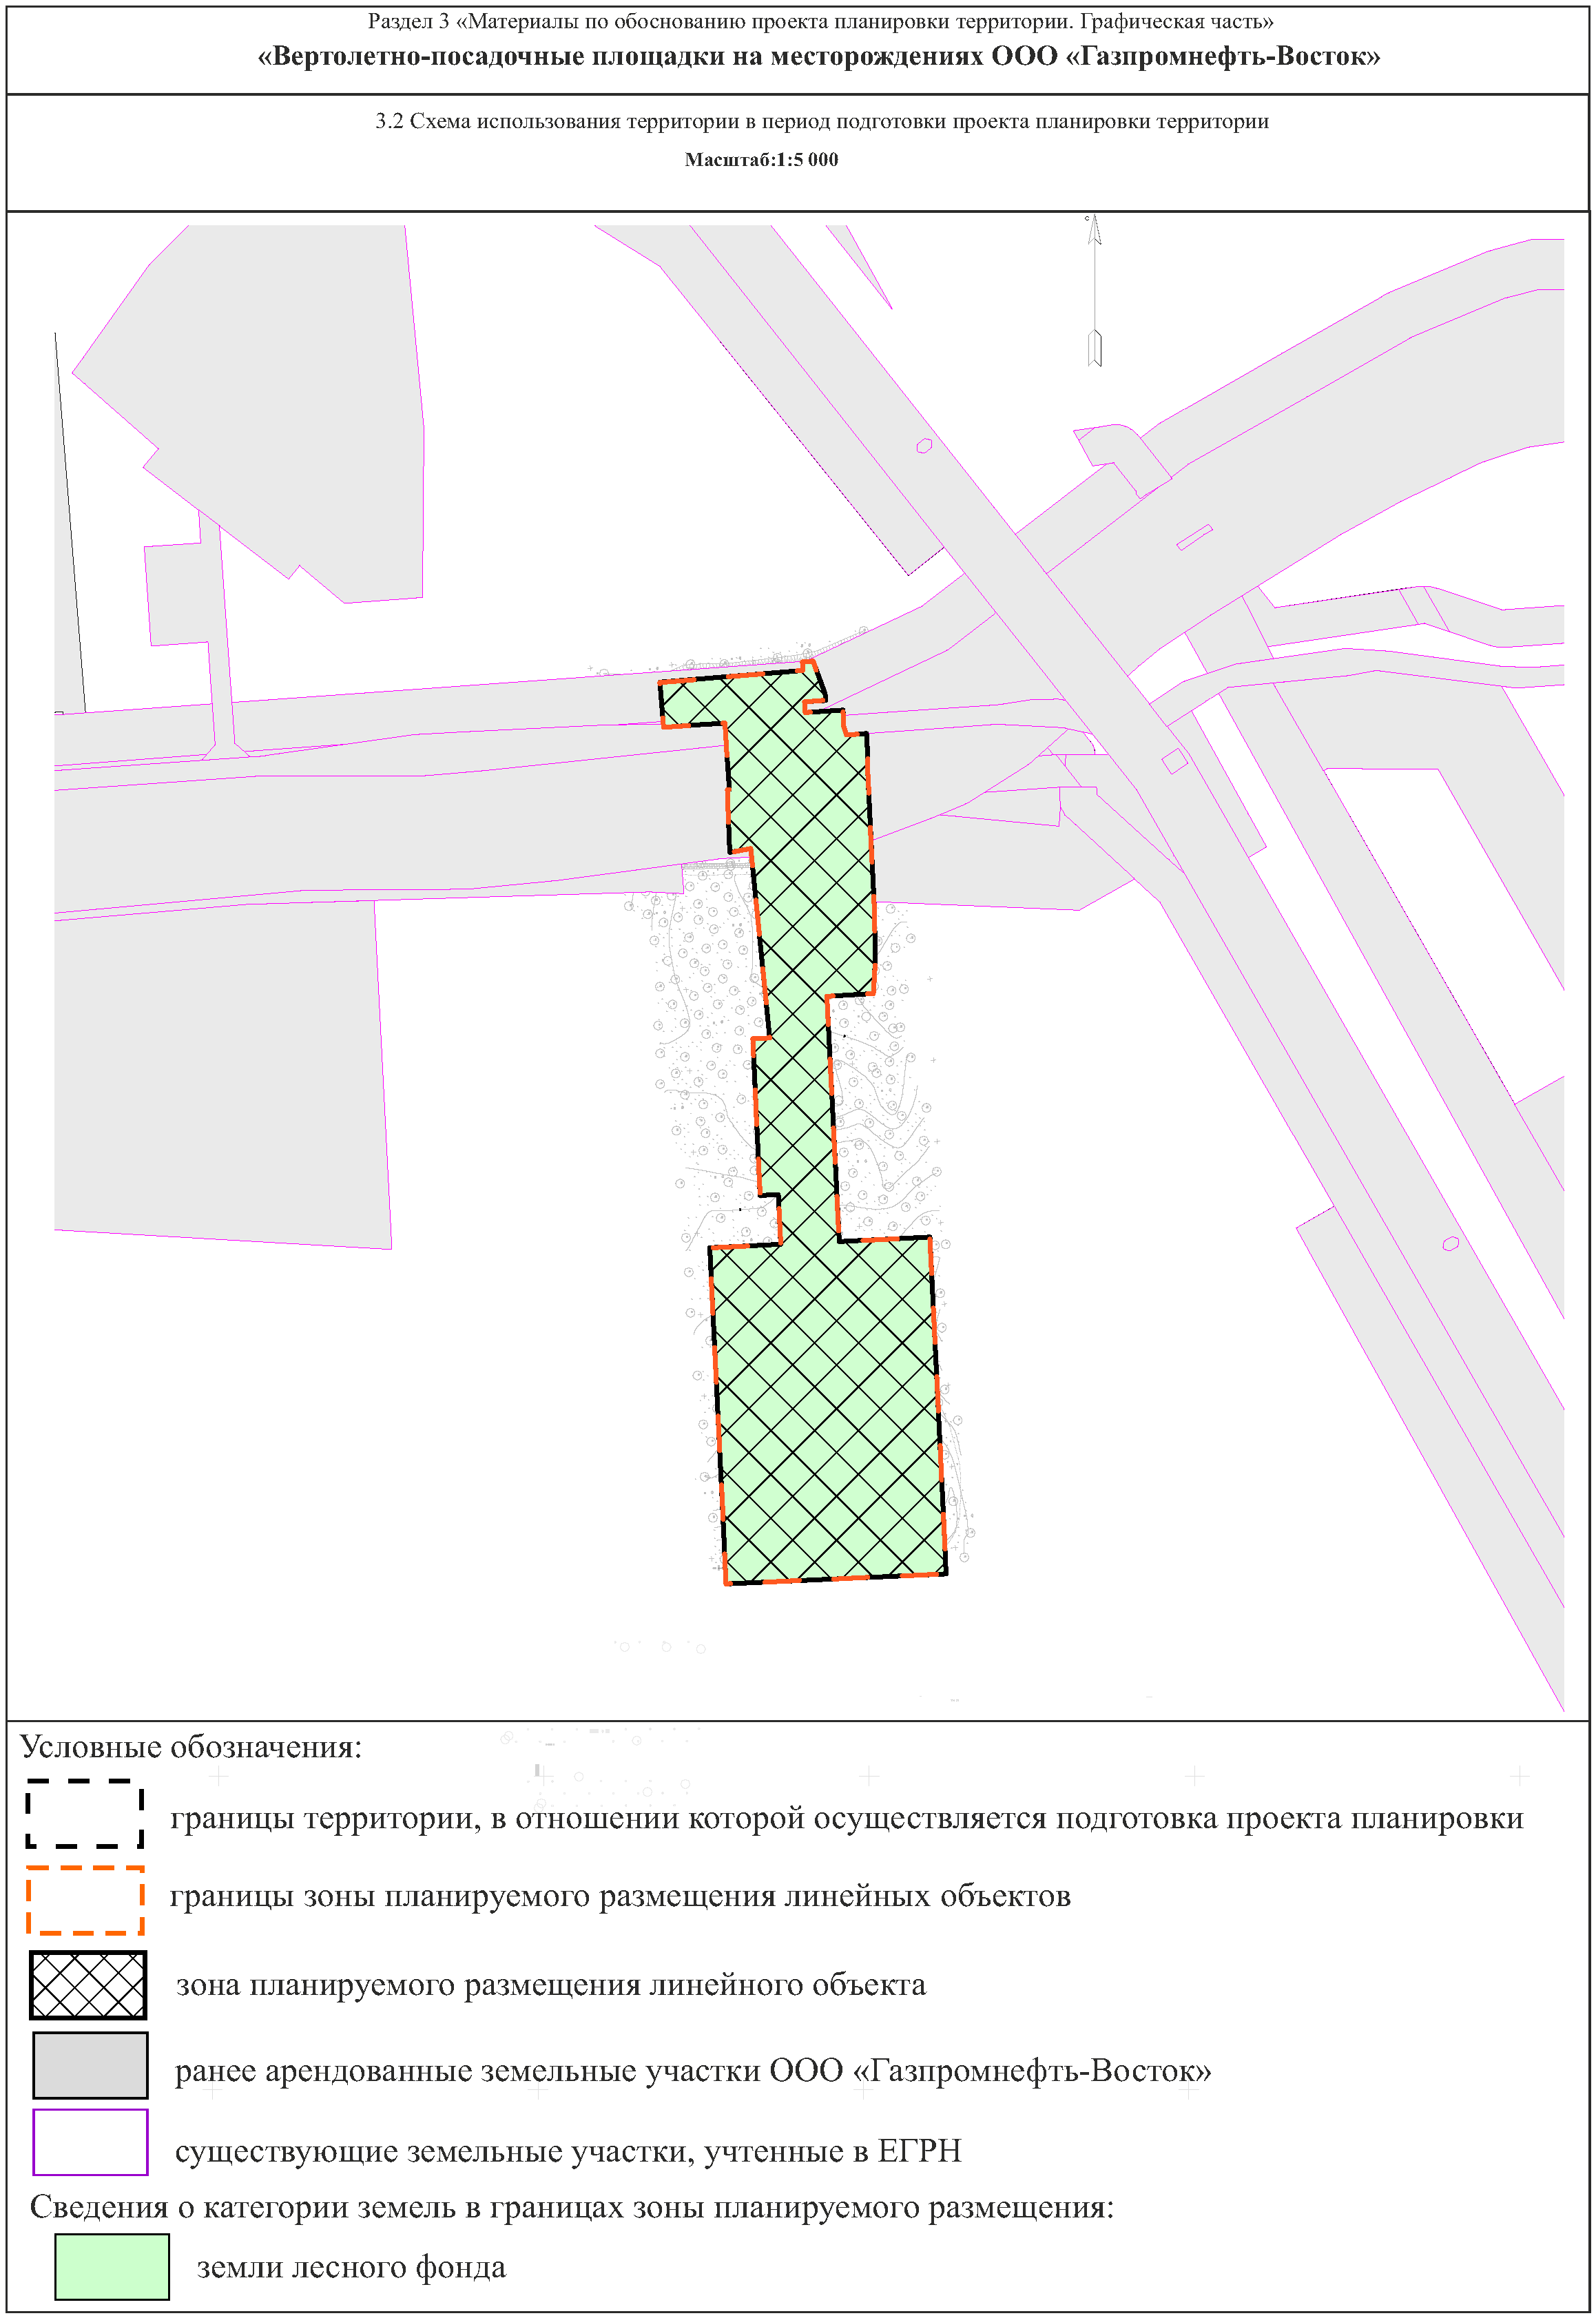 Раздел 3 «Материалы по обоснованию проекта планировки территории. Графическая часть»
«Вертолетно-посадочные площадки на месторождениях ООО «Газпромнефть-Восток»
3.2 Схема использования территории в период подготовки проекта планировки территории
Масштаб:1:5 000
С
Условные обозначения:
границы территории, в отношении которой осуществляется подготовка проекта планировки
границы зоны планируемого размещения линейных объектов
зона планируемого размещения линейного объекта
ранее арендованные земельные участки ООО «Газпромнефть-Восток»
существующие земельные участки, учтенные в ЕГРН
Сведения о категории земель в границах зоны планируемого размещения:
земли лесного фонда